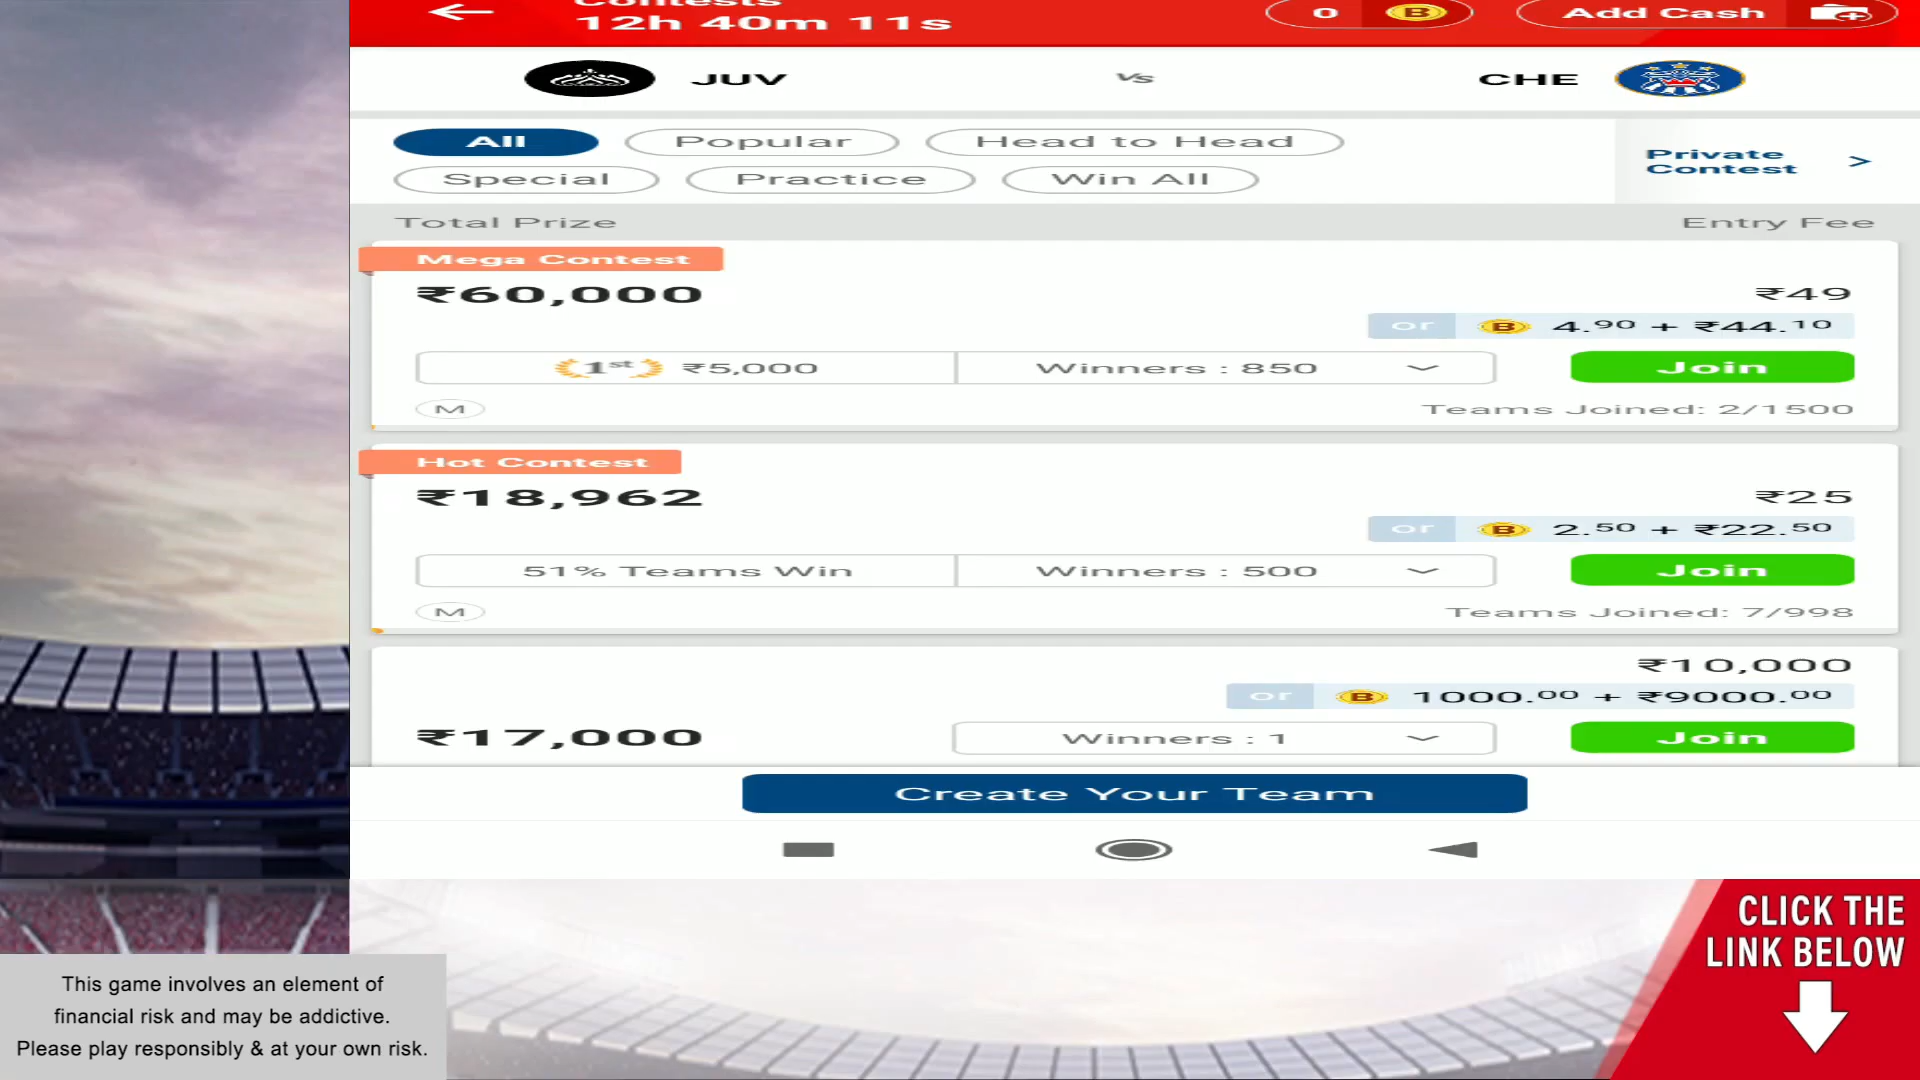 Contests
12h 40m 11s
0
B
Add Cash
JUV
Vs
CHE
All
Popular
Head to Head
Special
Practice
Win All
Private
Contest
>
Total Prize
Entry Fee
Mega Contest
₹60,000
₹49
or B 4.90 + ₹44.10
1st ₹5,000
Winners : 850
Join
M
Teams Joined: 2/1500
Hot Contest
₹18,962
₹25
or B 2.50 + ₹22.50
51% Teams Win
Winners : 500
Join
M
Teams Joined: 7/998
₹10,000
or B 1000.00 + ₹9000.00
₹17,000
Winners : 1
Join
Create Your Team
CLICK THE
LINK BELOW
This game involves an element of
financial risk and may be addictive.
Please play responsibly & at your own risk.